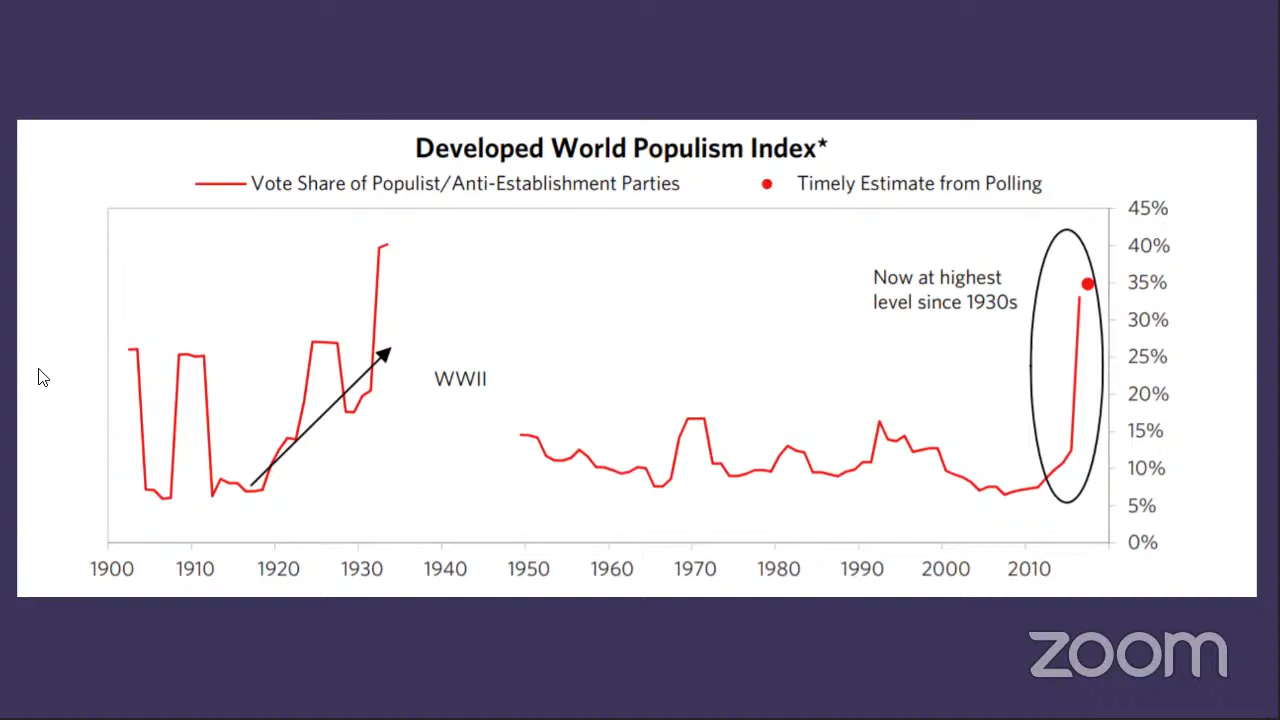 Developed World Populism Index*
Vote Share of Populist/Anti-Establishment Parties
Timely Estimate from Polling
45%
40%
35%
30%
25%
20%
15%
10%
5%
0%
Now at highest
level since 1930s
WWII
1900 1910 1920 1930 1940 1950 1960 1970 1980 1990 2000 2010
zoom